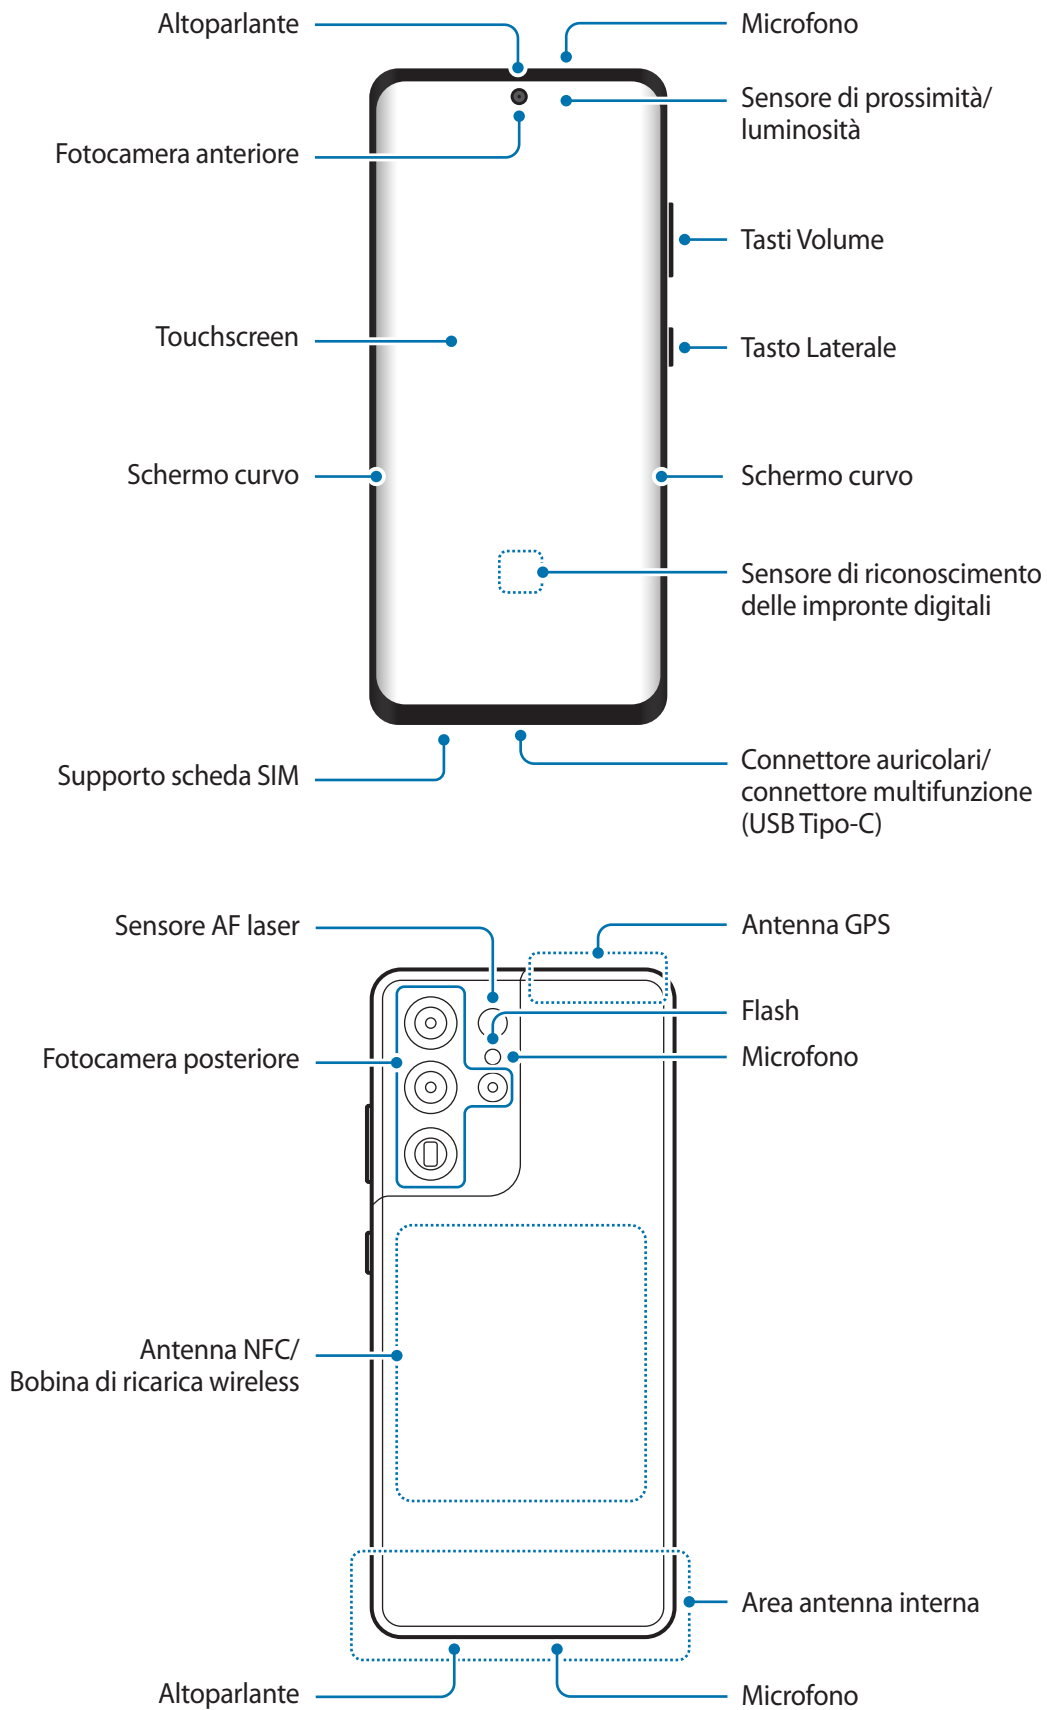 Altoparlante
Microfono
Sensore di prossimità/
luminosità
Fotocamera anteriore
Tasti Volume
Touchscreen
Tasto Laterale
Schermo curvo
Schermo curvo
Sensore di riconoscimento
delle impronte digitali
Supporto scheda SIM
Connettore auricolari/
connettore multifunzione
(USB Tipo-C)
Sensore AF laser
Antenna GPS
Flash
Fotocamera posteriore
Microfono
Antenna NFC/
Bobina di ricarica wireless
Area antenna interna
Altoparlante
Microfono